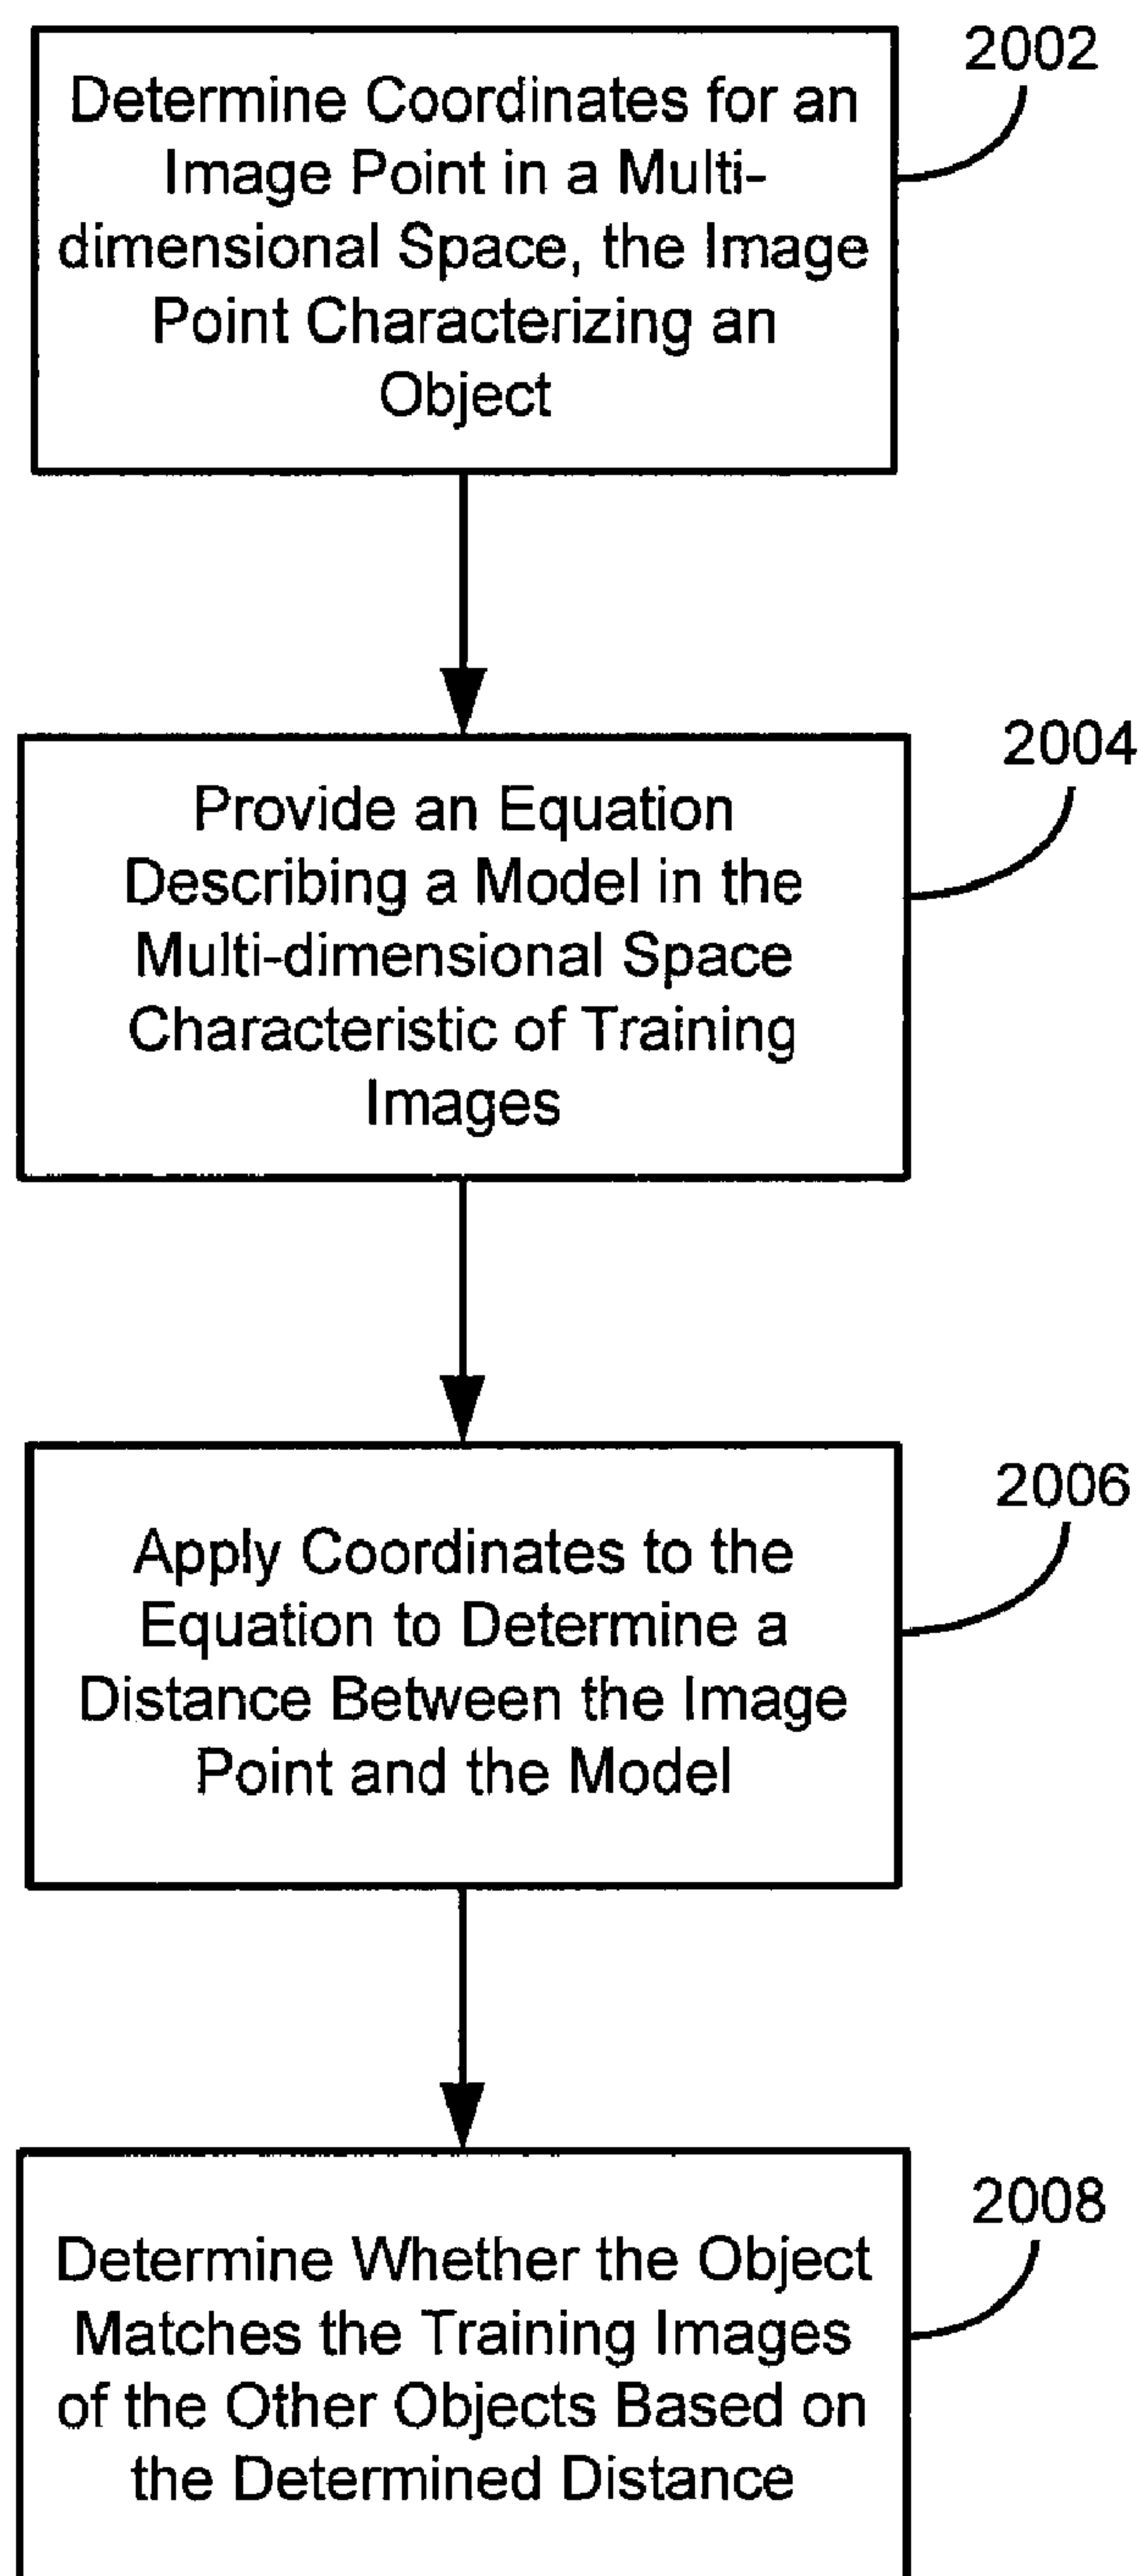 2002
Determine Coordinates for an
Image Point in a Multi-
dimensional Space, the Image
Point Characterizing an
Object
2004
Provide an Equation
Describing a Model in the
Multi-dimensional Space
Characteristic of Training
Images
2006
Apply Coordinates to the
Equation to Determine a
Distance Between the Image
Point and the Model
2008
Determine Whether the Object
Matches the Training Images
of the Other Objects Based on
the Determined Distance